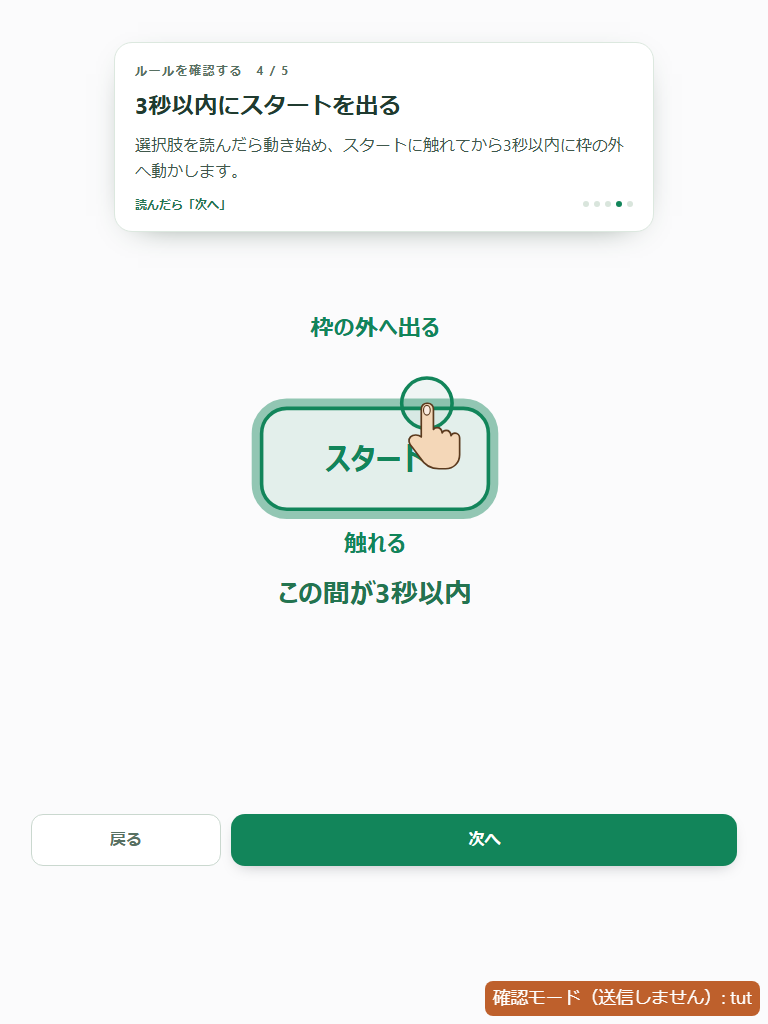 ルールを確認する　4 / 5
3秒以内にスタートを出る
選択肢を読んだら動き始め、スタートに触れてから3秒以内に枠の外
へ動かします。
読んだら「次へ」
枠の外へ出る
スタート
触れる
この間が3秒以内
戻る
次へ
確認モード（送信しません）: tut